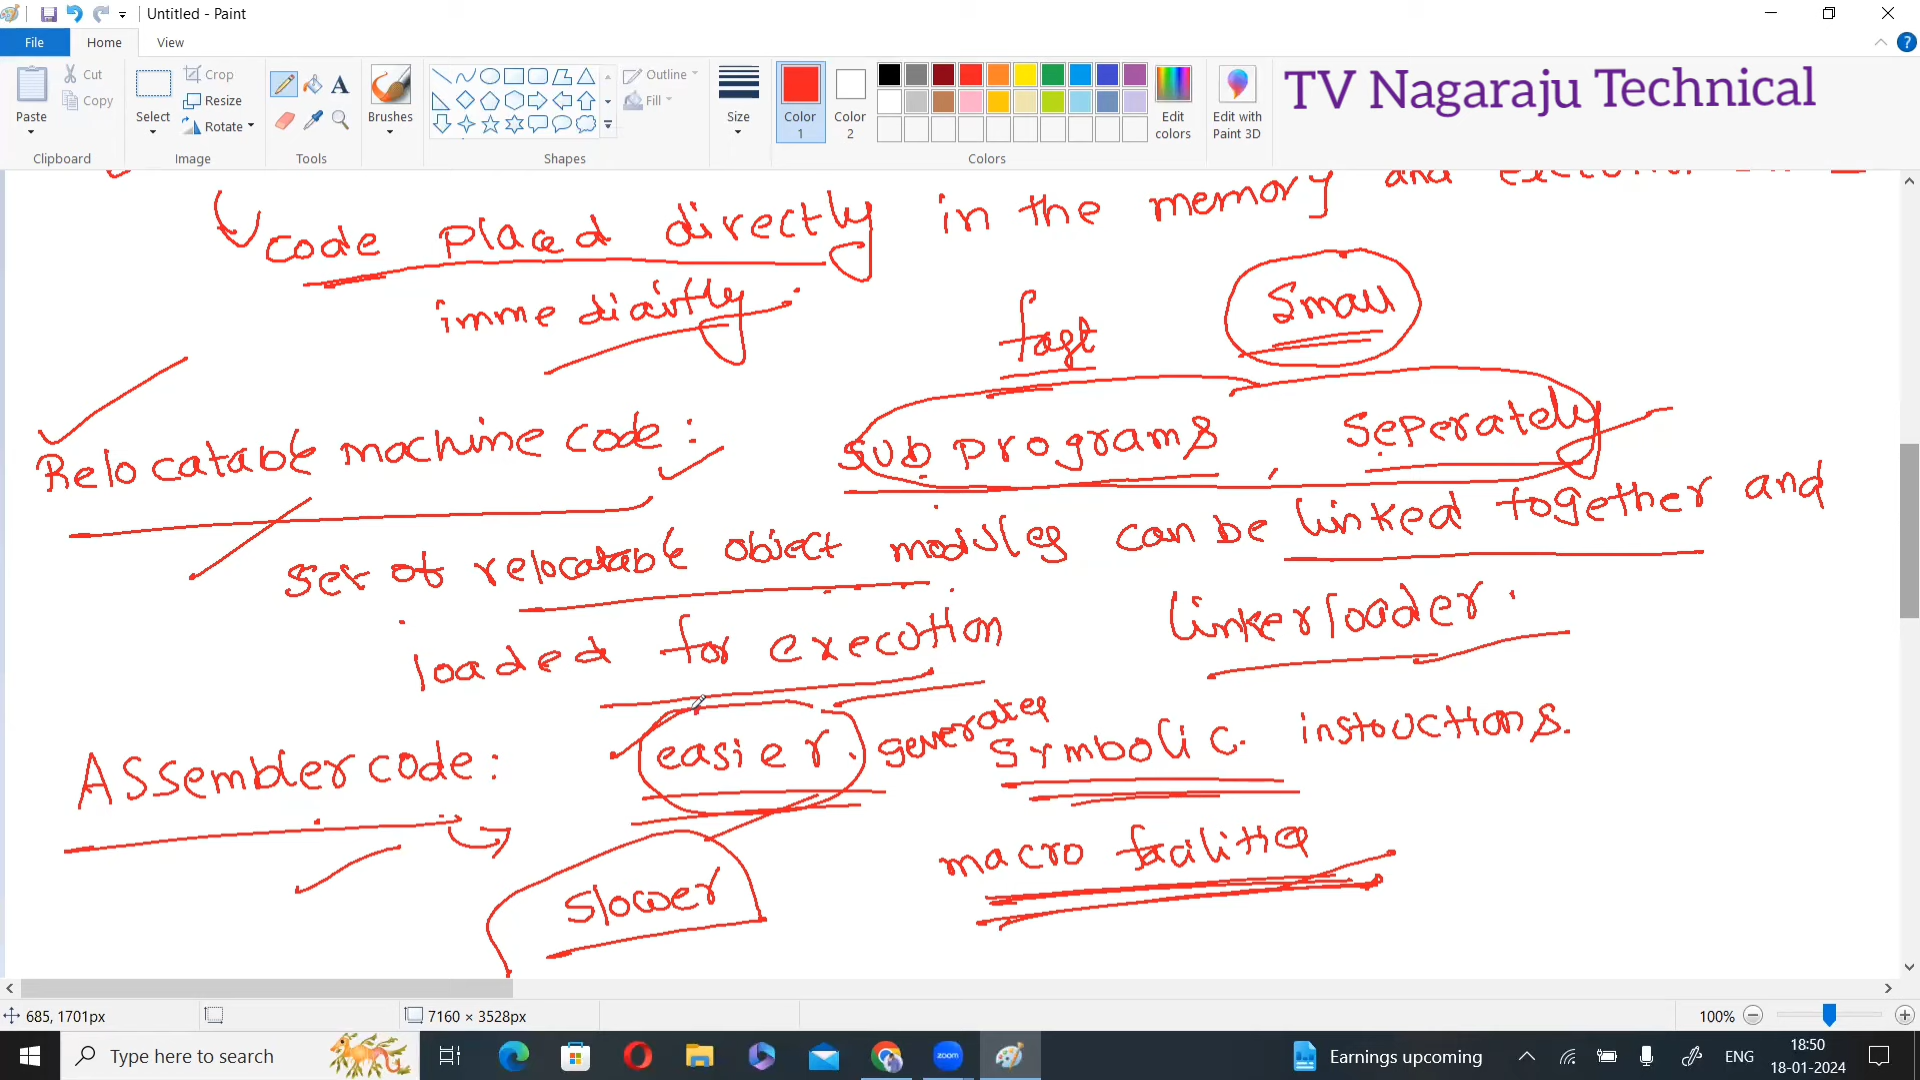 Untitled - Paint
File Home View
Paste
Cut
Copy
Clipboard
Select
Crop
Resize
Rotate
Image
Tools
Brushes
Shapes
Outline
Fill
Size
Color 1
Color 2
Edit colors
Edit with Paint 3D
Colors
TV Nagaraju Technical
code placed directly in the memory and
fast small
Relocatable machine code : sub programs , seperately
set of relocatable object modules can be linked together and
loaded for execution linker loader .
Assembler code : easier . generates symbolic instructions.
slower macro facilities
685, 1701px
7160 × 3528px
100%
Type here to search
zoom
Earnings upcoming
ENG
18:50
18-01-2024